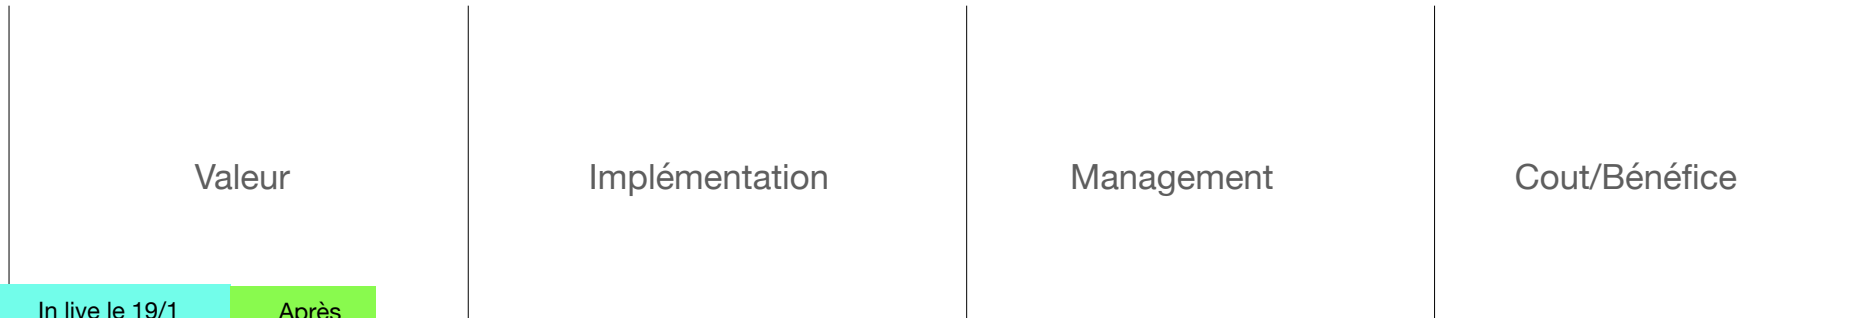 Valeur
Implémentation
Management
Cout/Bénéfice
In live le 19/1
Après